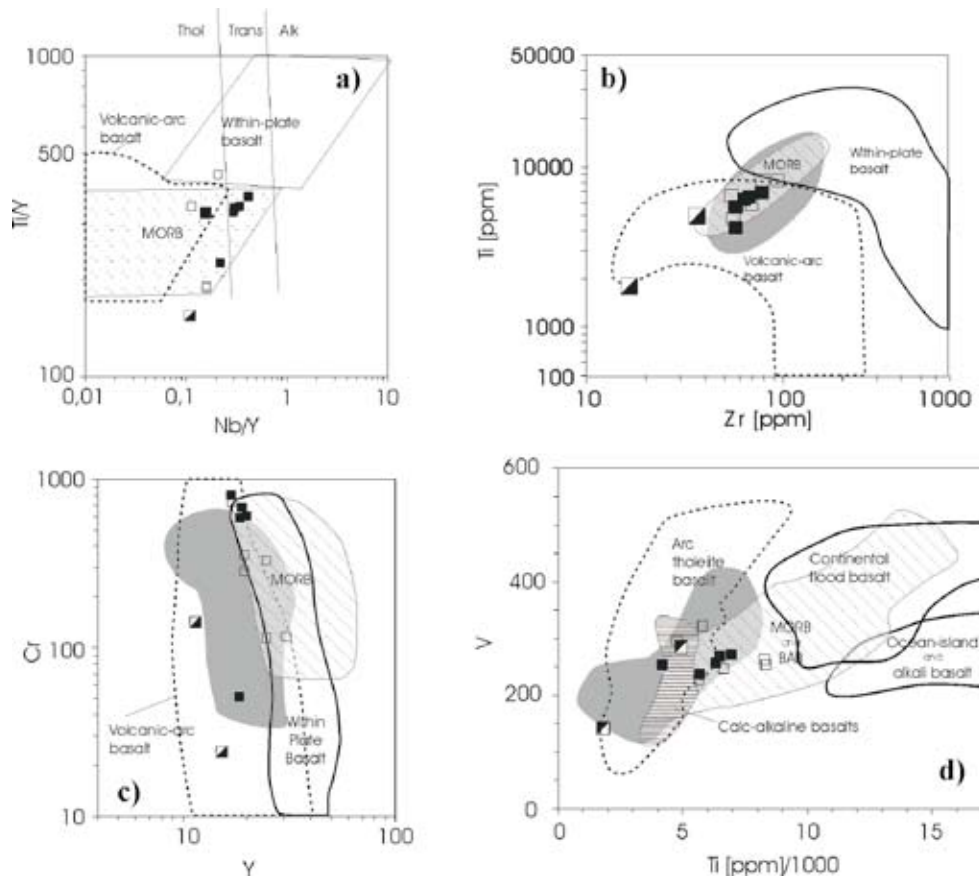 Thol Trans Alk
1000
a)
Volcanic-arc
basalt
Within-plate
basalt
500
Ti/Y
MORB
100
0,01 0,1 1 10
Nb/Y
50000
b)
10000
MORB
Within-plate
basalt
Ti [ppm]
Volcanic-arc
basalt
1000
100
10 100 1000
Zr [ppm]
1000
MORB
Cr
100
Volcanic-arc
basalt
Within
Plate
Basalt
c)
10
10 100
Y
600
Arc
tholeiite
basalt
Continental
flood basalt
400
V
MORB
Ocean-island
and
alkali basalt
200
Calc-alkaline basalts
d)
0
0 5 10 15
Ti [ppm]/1000